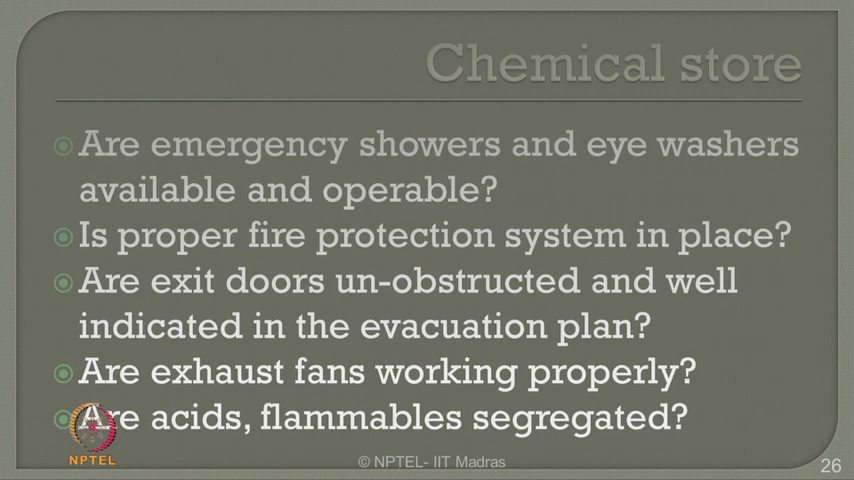 Chemical store
Are emergency showers and eye washers
available and operable?
Is proper fire protection system in place?
Are exit doors un-obstructed and well
indicated in the evacuation plan?
Are exhaust fans working properly?
Are acids, flammables segregated?
NPTEL
© NPTEL- IIT Madras
26